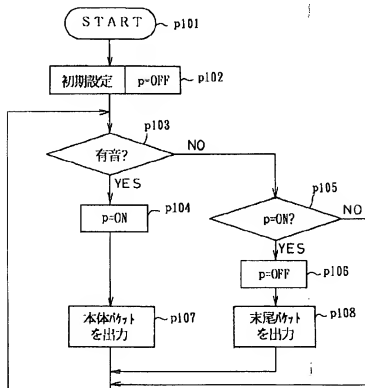 START
p101
初期設定
p=OFF
p102
p103
有音?
NO
YES
p104
p=ON
p105
p=ON?
NO
YES
p=OFF
p106
本体パケット
を出力
p107
末尾パケット
を出力
p108